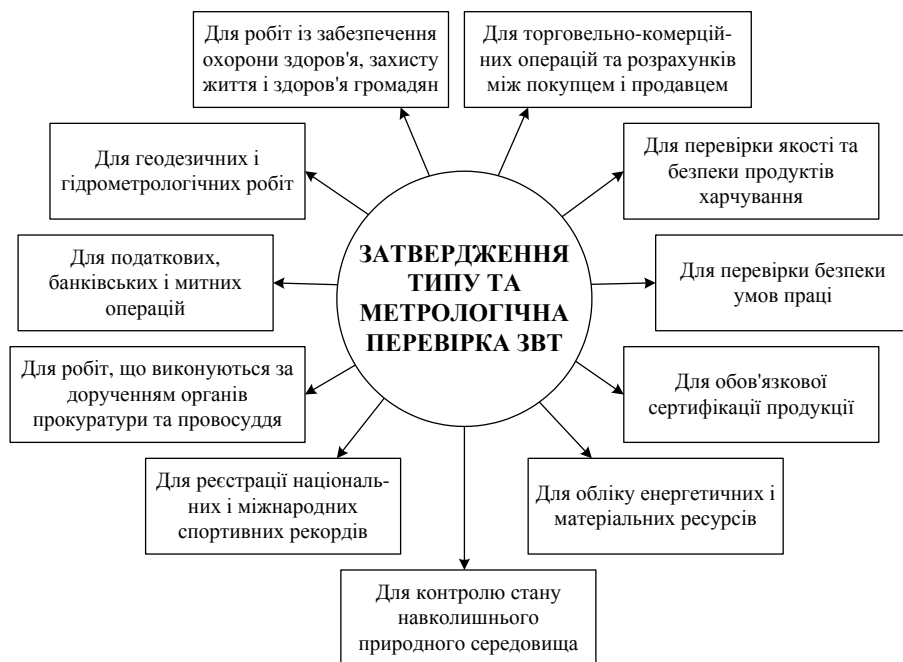 Для робіт із забезпечення
охорони здоров'я, захисту
життя і здоров'я громадян
Для торговельно-комерцій-
них операцій та розрахунків
між покупцем і продавцем
Для геодезичних і
гідрометрологічних робіт
Для перевірки якості та
безпеки продуктів
харчування
ЗАТВЕРДЖЕННЯ
ТИПУ ТА
МЕТРОЛОГІЧНА
ПЕРЕВІРКА ЗВТ
Для податкових,
банківських і митних
операцій
Для перевірки безпеки
умов праці
Для робіт, що виконуються за
дорученням органів
прокуратури та провосуддя
Для обов'язкової
сертифікації продукції
Для реєстрації національ-
них і міжнародних
спортивних рекордів
Для обліку енергетичних і
матеріальних ресурсів
Для контролю стану
навколишнього
природного середовища